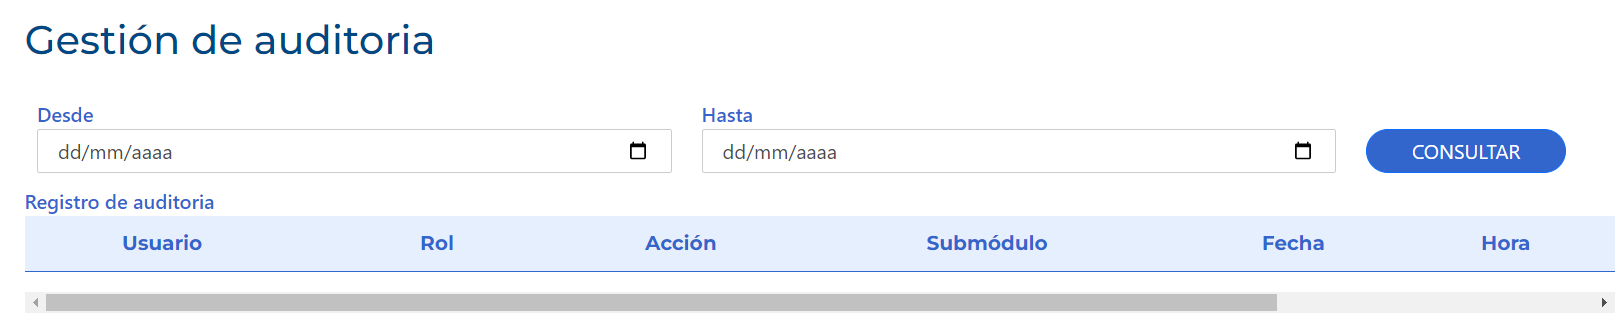 Gestión de auditoria
Desde Hasta
dd/mm/aaaa dd/mm/aaaa CONSULTAR
Registro de auditoria
Usuario Rol Acción Submódulo Fecha Hora